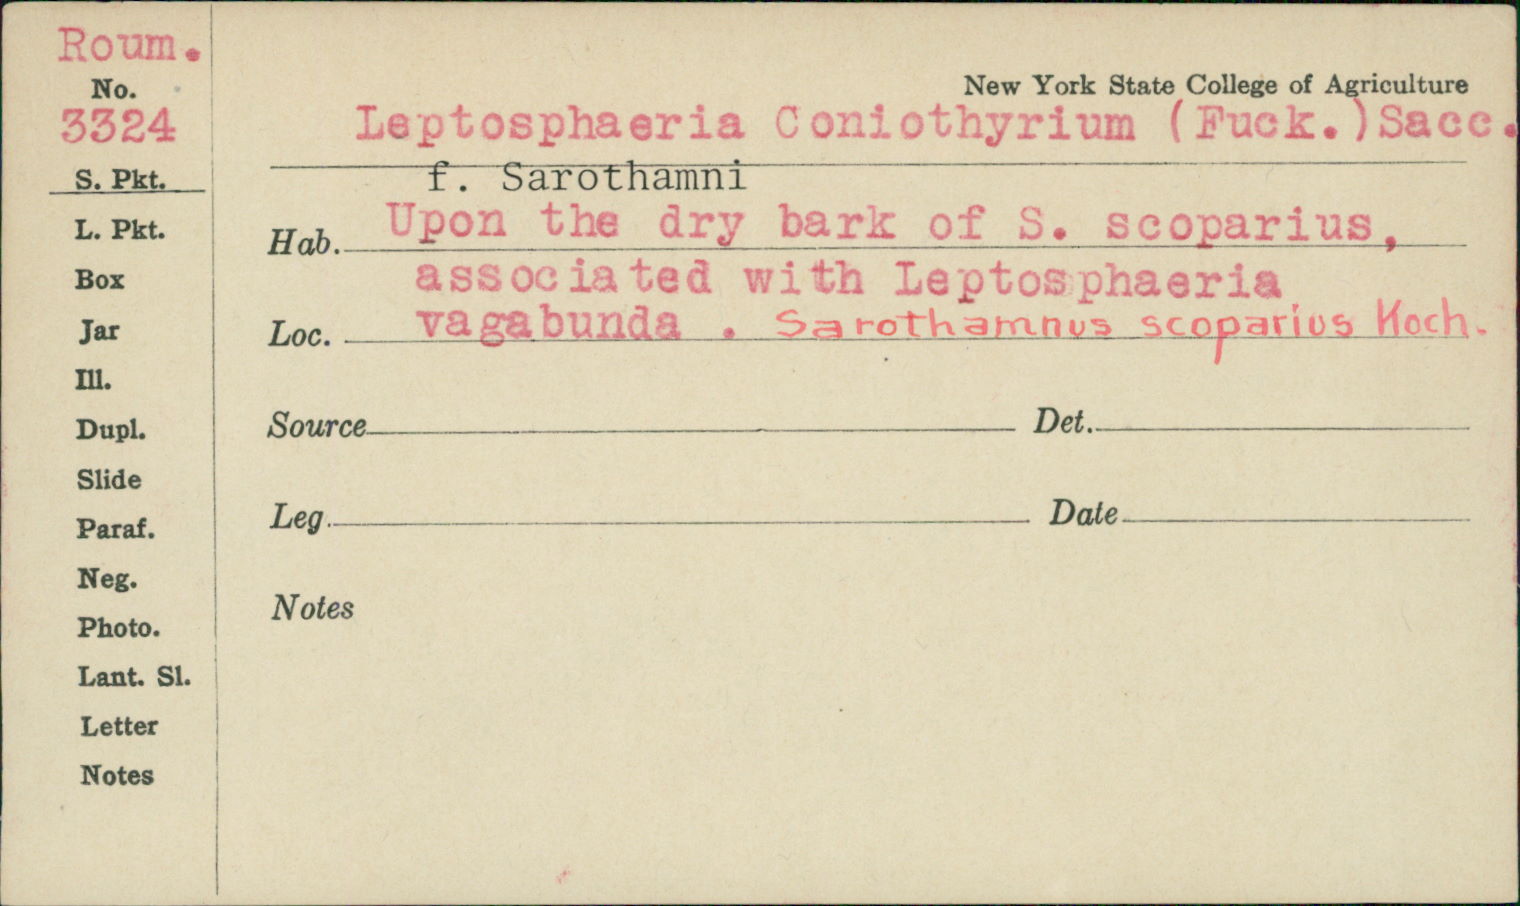 Roum.
No.
3324
S. Pkt.
L. Pkt.
Box
Jar
Ill.
Dupl.
Slide
Paraf.
Neg.
Photo.
Lant. Sl.
Letter
Notes
New York State College of Agriculture
Leptosphaeria Coniothyrium (Fuck.)Sacc.
f. Sarothamni
Hab. Upon the dry bark of S. scoparius,
associated with Leptosphaeria
Loc. vagabunda . Sarothamnus scoparius Koch.
Source Det.
Leg. Date
Notes